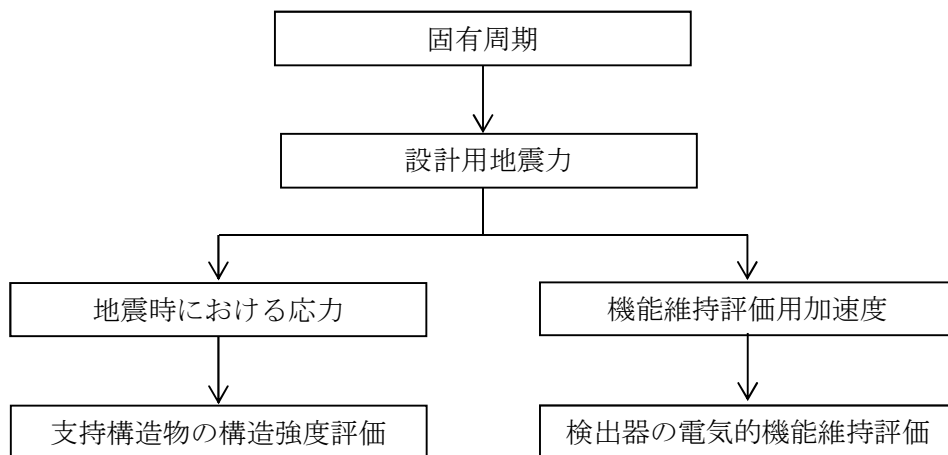 固有周期
設計用地震力
地震時における応力
機能維持評価用加速度
支持構造物の構造強度評価
検出器の電気的機能維持評価